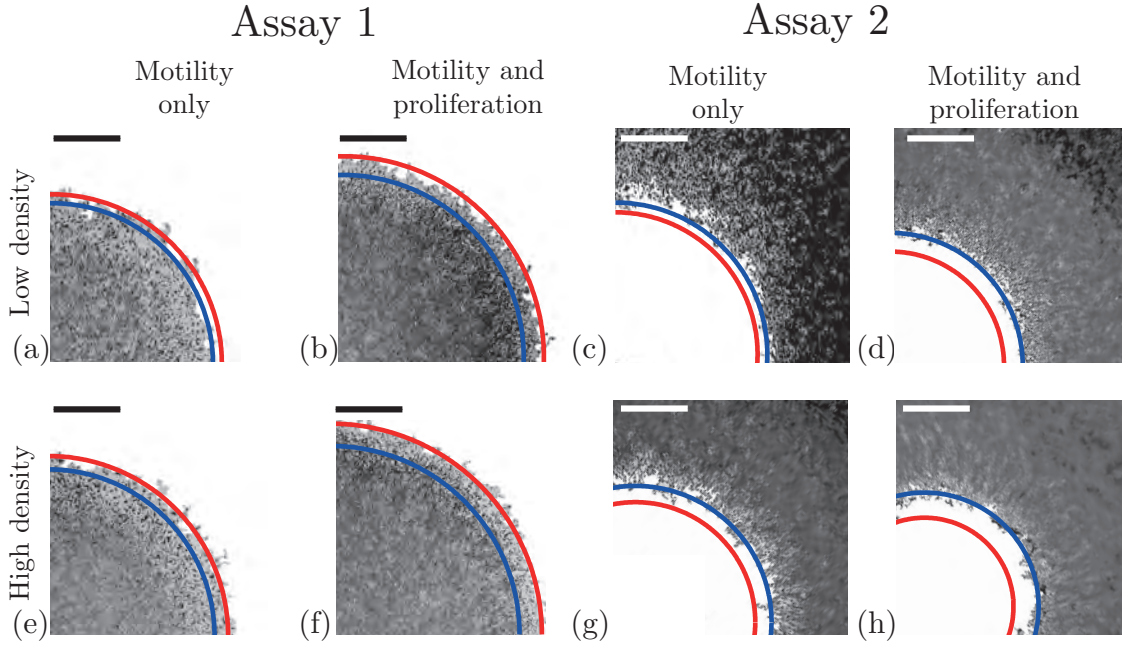 Assay 1
Assay 2
Motility
only
Motility and
proliferation
Motility
only
Motility and
proliferation
Low density
(a)
(b)
(c)
(d)
High density
(e)
(f)
(g)
(h)